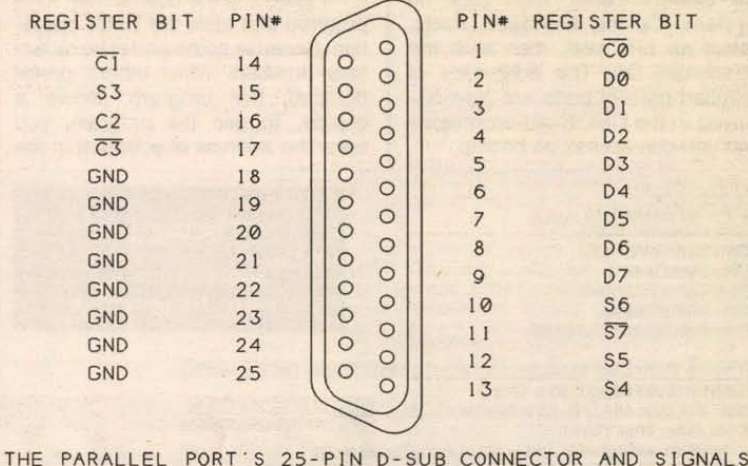 REGISTER BIT PIN#
C̅1̅ 14
S3 15
C2 16
C̅3̅ 17
GND 18
GND 19
GND 20
GND 21
GND 22
GND 23
GND 24
GND 25
PIN# REGISTER BIT
C̅0̅
2 D0
3 D1
4 D2
5 D3
6 D4
7 D5
8 D6
9 D7
10 S6
11 S̅7̅
12 S5
13 S4
THE PARALLEL PORT'S 25-PIN D-SUB CONNECTOR AND SIGNALS